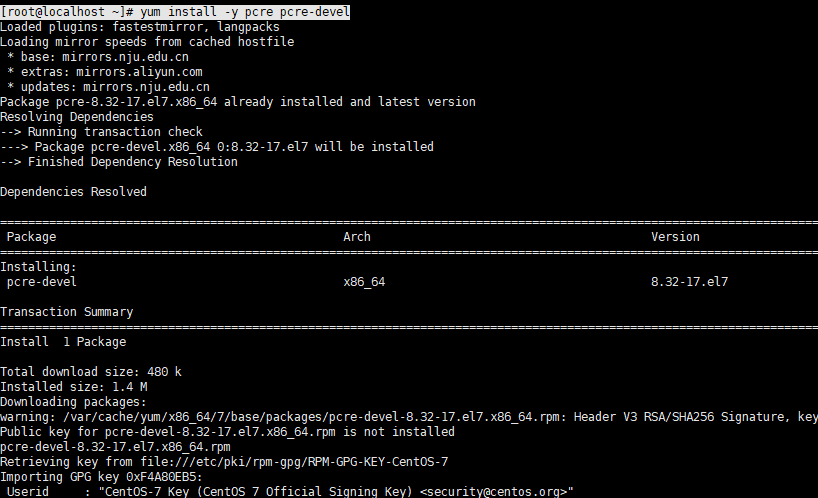 [root@localhost ~]# yum install -y pcre pcre-devel
Loaded plugins: fastestmirror, langpacks
Loading mirror speeds from cached hostfile
 * base: mirrors.nju.edu.cn
 * extras: mirrors.aliyun.com
 * updates: mirrors.nju.edu.cn
Package pcre-8.32-17.el7.x86_64 already installed and latest version
Resolving Dependencies
--> Running transaction check
---> Package pcre-devel.x86_64 0:8.32-17.el7 will be installed
--> Finished Dependency Resolution
Dependencies Resolved
Package Arch Version
Installing:
 pcre-devel x86_64 8.32-17.el7
Transaction Summary
Install  1 Package
Total download size: 480 k
Installed size: 1.4 M
Downloading packages:
warning: /var/cache/yum/x86_64/7/base/packages/pcre-devel-8.32-17.el7.x86_64.rpm: Header V3 RSA/SHA256 Signature, key
Public key for pcre-devel-8.32-17.el7.x86_64.rpm is not installed
pcre-devel-8.32-17.el7.x86_64.rpm
Retrieving key from file:///etc/pki/rpm-gpg/RPM-GPG-KEY-CentOS-7
Importing GPG key 0xF4A80EB5:
 Userid     : "CentOS-7 Key (CentOS 7 Official Signing Key) <security@centos.org>"